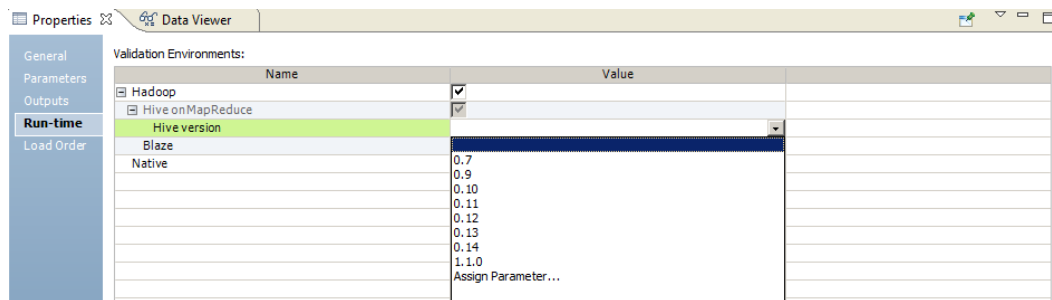 Properties Data Viewer
General
Parameters
Outputs
Run-time
Load Order
Validation Environments:
Name Value
Hadoop
Hive on MapReduce
Hive version
Blaze
Native
0.7
0.9
0.10
0.11
0.12
0.13
0.14
1.1.0
Assign Parameter...